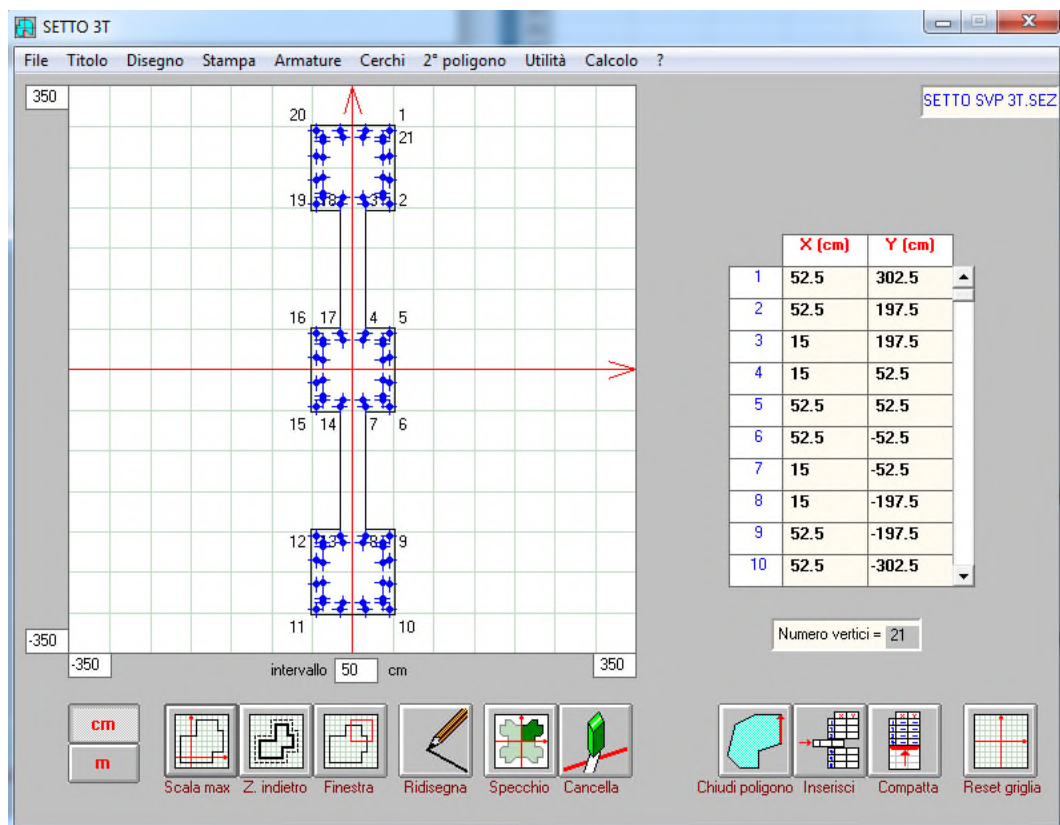 SETTO 3T
File Titolo Disegno Stampa Armature Cerchi 2° poligono Utilità Calcolo ?
350
SETTO SVP 3T.SEZ
20 1
21
19 18 3 2
16 17 4 5
15 14 7 6
12 13 8 9
11 10
-350
-350 intervallo 50 cm 350
X (cm) Y (cm)
1 52.5 302.5
2 52.5 197.5
3 15 197.5
4 15 52.5
5 52.5 52.5
6 52.5 -52.5
7 15 -52.5
8 15 -197.5
9 52.5 -197.5
10 52.5 -302.5
Numero vertici = 21
cm
m
Scala max Z. indietro Finestra Ridisegna Specchio Cancella Chiudi poligono Inserisci Compatta Reset griglia